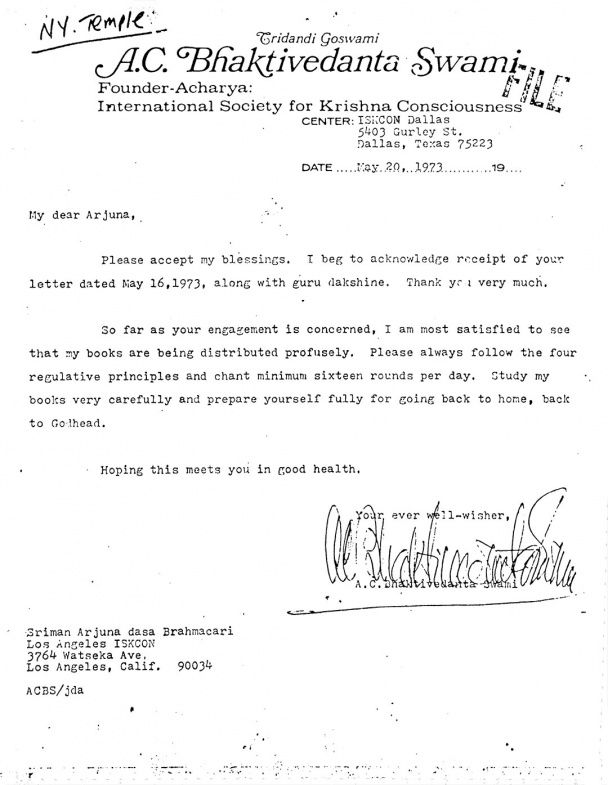 NY. Temple
Tridandi Goswami
A.C. Bhaktivedanta Swami
FILE
Founder-Acharya:
International Society for Krishna Consciousness
CENTER: ISKCON Dallas
5403 Gurley St.
Dallas, Texas 75223
DATE .....May 20, 1973...........19....
My dear Arjuna,
Please accept my blessings. I beg to acknowledge receipt of your
letter dated May 16,1973, along with guru dakshine. Thank you very much.
So far as your engagement is concerned, I am most satisfied to see
that my books are being distributed profusely. Please always follow the four
regulative principles and chant minimum sixteen rounds per day. Study my
books very carefully and prepare yourself fully for going back to home, back
to Godhead.
Hoping this meets you in good health.
Your ever well-wisher,
A.C. Bhaktivedanta Swami
A.C.Bhaktivedanta Swami
Sriman Arjuna dasa Brahmacari
Los Angeles ISKCON
3764 Watseka Ave.
Los Angeles, Calif. 90034
ACBS/jda